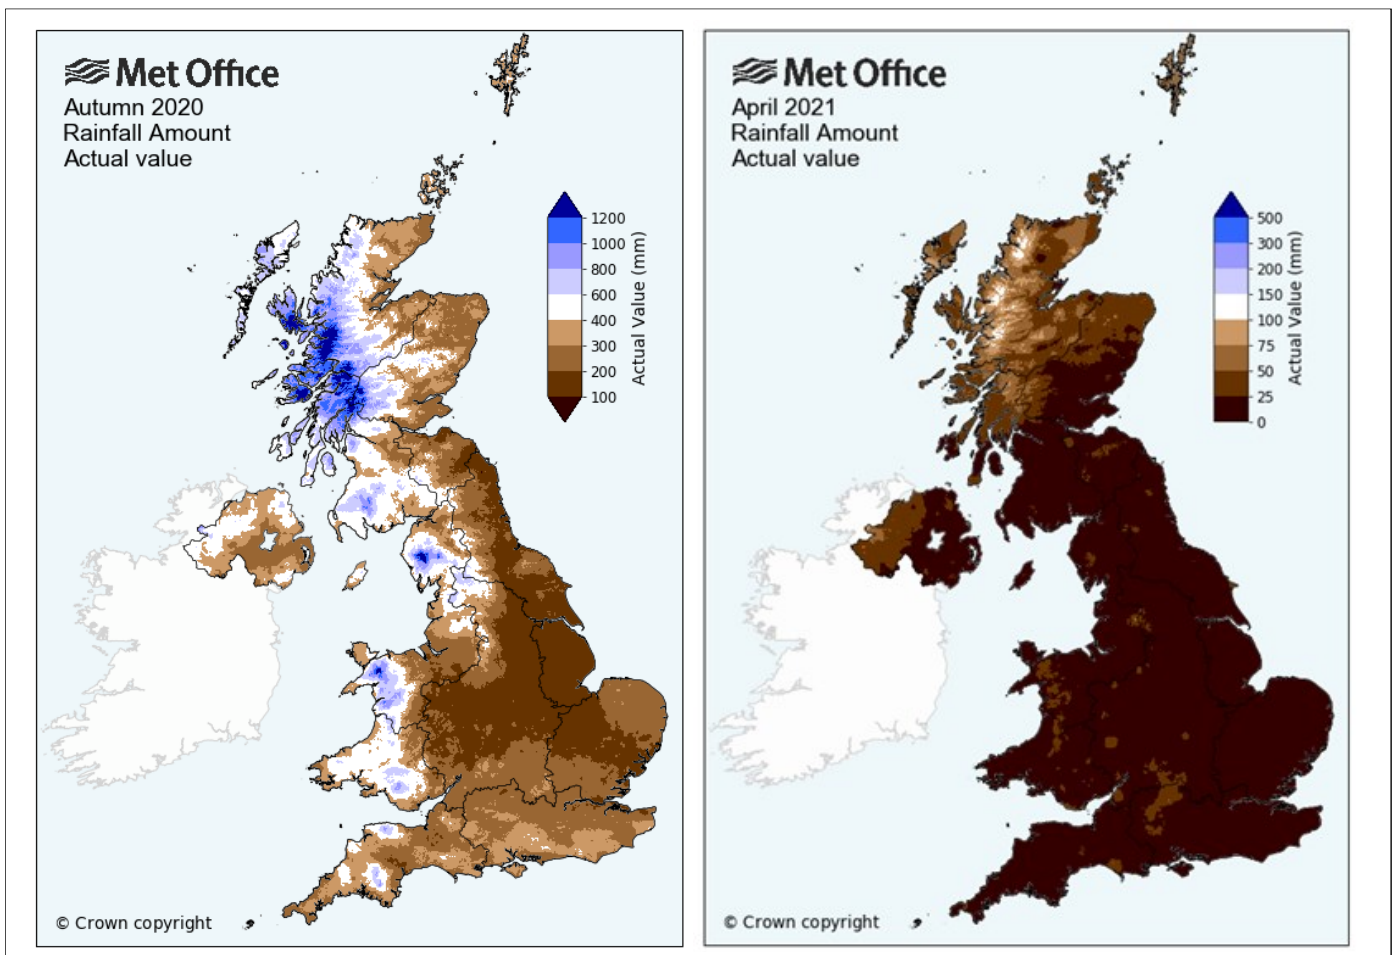 Met Office
Autumn 2020
Rainfall Amount
Actual value
1200
1000
800
600
400
300
200
100
Actual Value (mm)
© Crown copyright
Met Office
April 2021
Rainfall Amount
Actual value
500
300
200
150
100
75
50
25
0
Actual Value (mm)
© Crown copyright